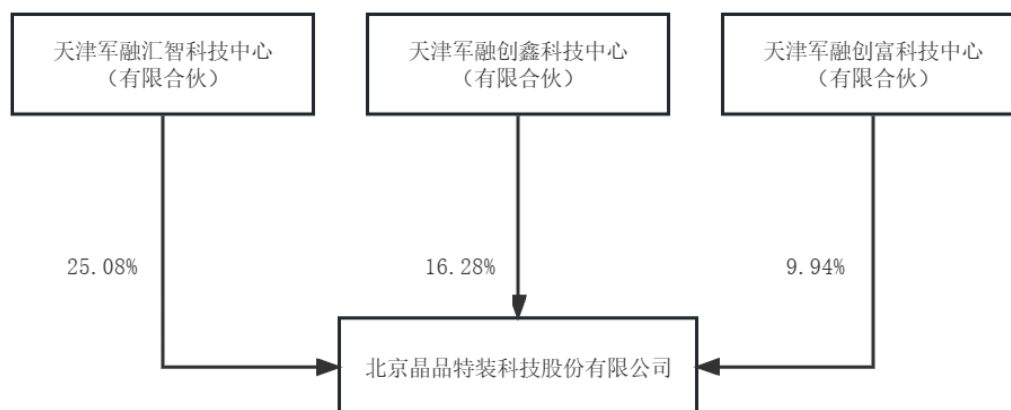 天津军融汇智科技中心
（有限合伙）
天津军融创鑫科技中心
（有限合伙）
天津军融创富科技中心
（有限合伙）
25.08%
16.28%
9.94%
北京晶品特装科技股份有限公司